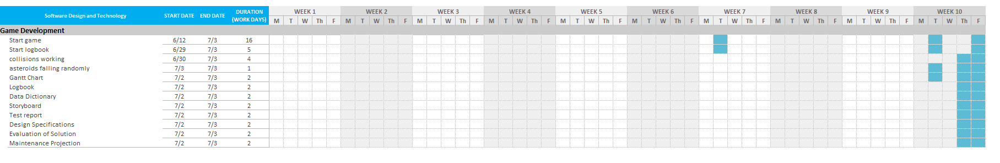 WEEK 1 WEEK 2 WEEK 3 WEEK 4 WEEK 5 WEEK 6 WEEK 7 WEEK 8 WEEK 9 WEEK 10
Software Design and Technology START DATE END DATE DURATION (WORK DAYS)
M T W Th F M T W Th F M T W Th F M T W Th F M T W Th F M T W Th F M T W Th F M T W Th F M T W Th F M T W Th F
Game Development
Start game 6/12 7/3 16
Start logbook 6/29 7/3 5
collisions working 6/30 7/3 4
asteroids falling randomly 7/3 7/3 1
Gantt Chart 7/2 7/3 2
Logbook 7/2 7/3 2
Data Dictionary 7/2 7/3 2
Storyboard 7/2 7/3 2
Test report 7/2 7/3 2
Design Specifications 7/2 7/3 2
Evaluation of Solution 7/2 7/3 2
Maintenance Projection 7/2 7/3 2